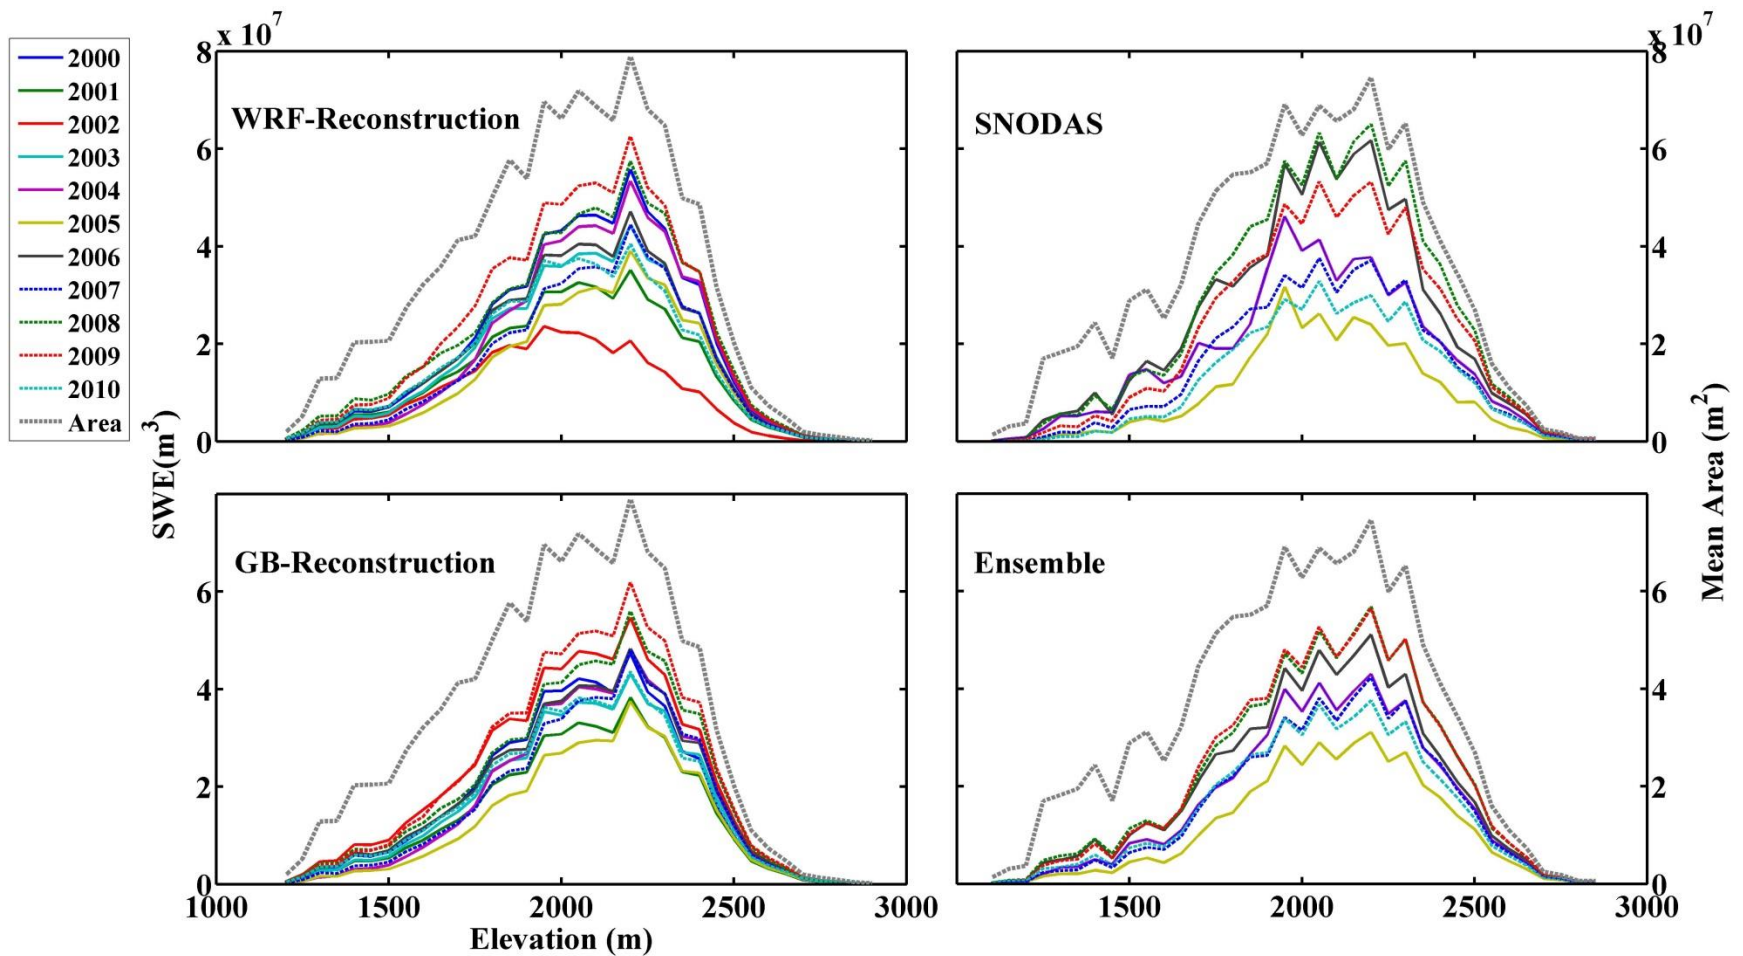 2000
2001
2002
2003
2004
2005
2006
2007
2008
2009
2010
Area
x 10^7
8
6
4
2
0
WRF-Reconstruction
SNODAS
x 10^7
8
6
4
2
0
SWE(m^3)
Mean Area (m^2)
GB-Reconstruction
6
4
2
0
1000 1500 2000 2500 3000
Elevation (m)
Ensemble
6
4
2
0
1500 2000 2500 3000